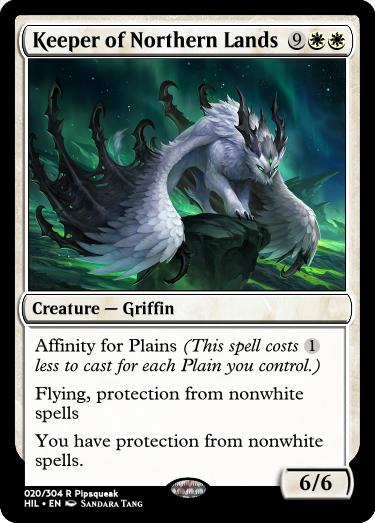 Keeper of Northern Lands 9
Creature — Griffin
Affinity for Plains (This spell costs 1
less to cast for each Plain you control.)
Flying, protection from nonwhite
spells
You have protection from nonwhite
spells.
6/6
020/304 R Pipsqueak
HIL • EN Sandara Tang